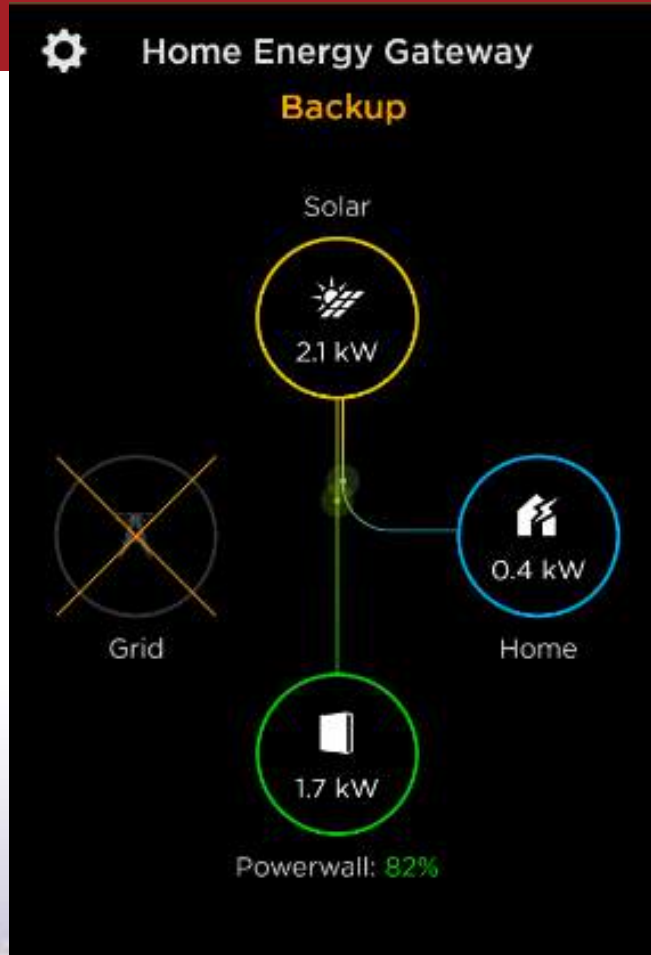 Home Energy Gateway
Backup
Solar
2.1 kW
0.4 kW
Grid
Home
1.7 kW
Powerwall: 82%